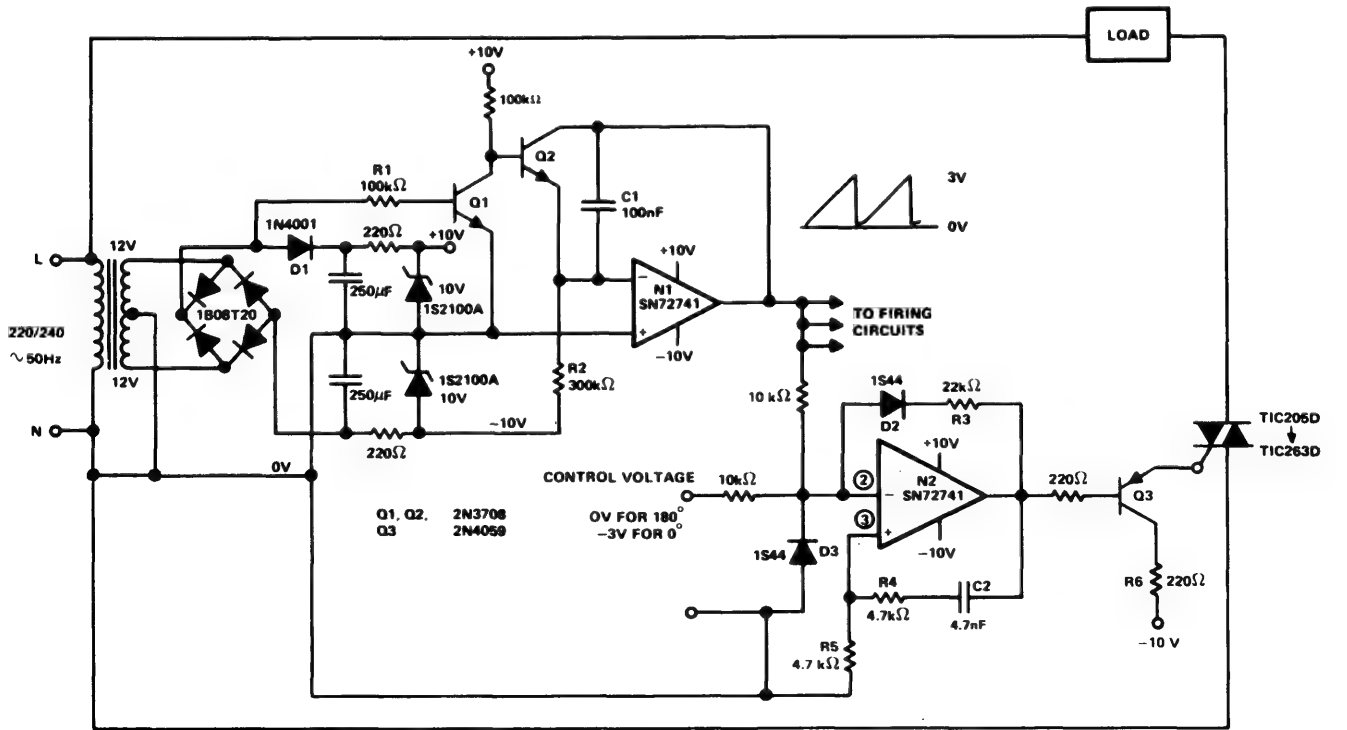 LOAD
+10V
100kΩ
Q2
R1
100kΩ
Q1
C1
100nF
3V
0V
1N4001
220Ω
+10V
D1
L
12V
250μF
10V
1S2100A
+10V
N1
SN72741
−10V
TO FIRING
CIRCUITS
1B08T20
220/240
~50Hz
12V
250μF
1S2100A
10V
R2
300kΩ
10 kΩ
1S44
22kΩ
D2
R3
N
−10V
220Ω
TIC205D
TIC263D
0V
+10V
CONTROL VOLTAGE
10kΩ
②
N2
SN72741
220Ω
Q3
Q1, Q2, 2N3708
Q3 2N4059
0V FOR 180°
−3V FOR 0°
③
1S44
D3
−10V
R4
4.7kΩ
C2
4.7nF
R6
220Ω
R5
4.7 kΩ
−10 V